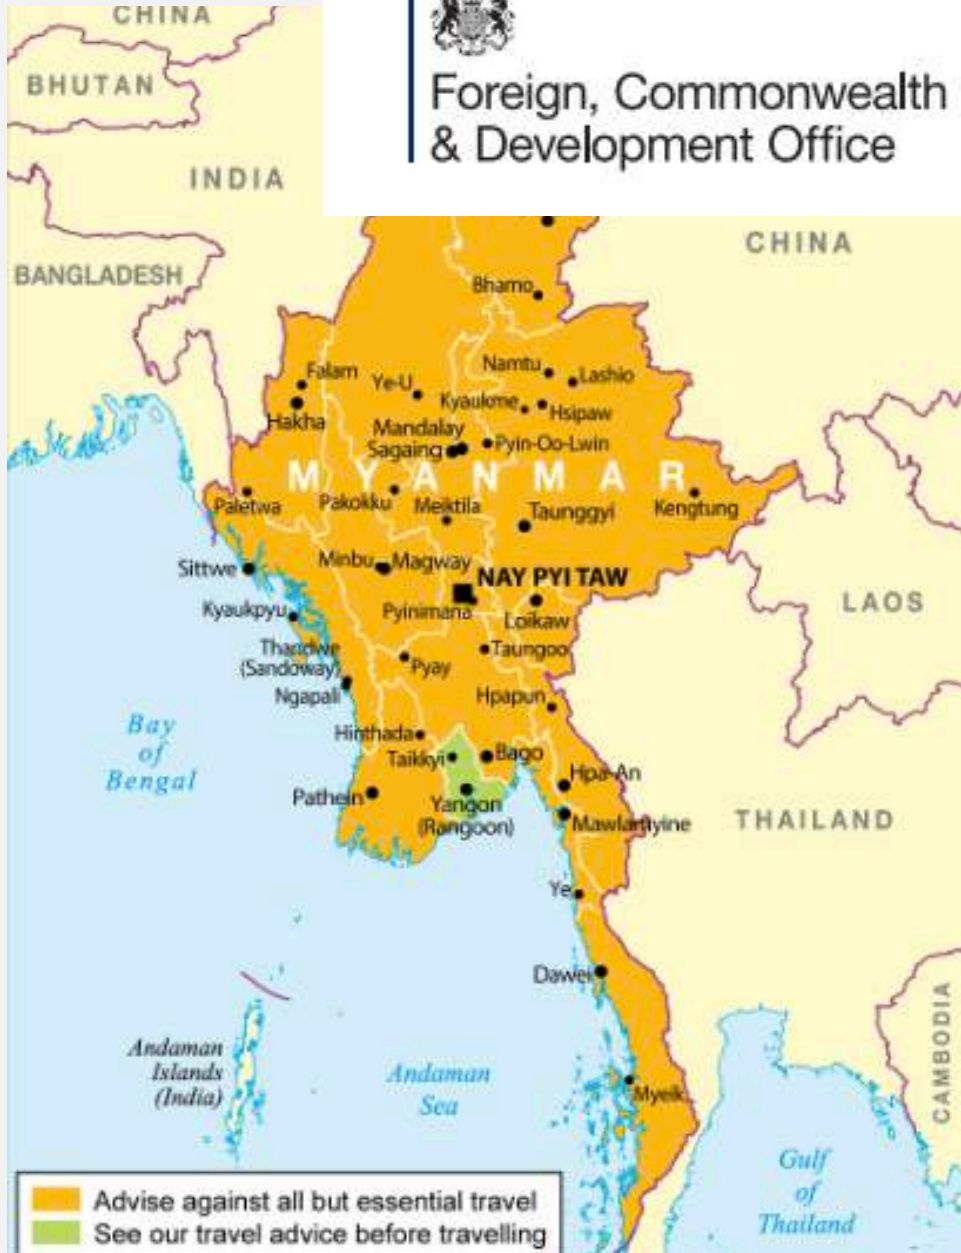 CHINA
Foreign, Commonwealth
& Development Office
BHUTAN
INDIA
CHINA
BANGLADESH
Bhamo
Falam
Ye-U
Namtu
Lashio
Kyaukme
Hsipaw
Hakha
Mandalay
Sagaing
Pyin-Oo-Lwin
MYANMAR
Paletwa
Pakokku
Meiktila
Taunggyi
Kengtung
Sittwe
Minbu
Magway
NAY PYI TAW
Kyaukpyu
Pyinimana
Loikaw
LAOS
Thandwe
(Sandoway)
Taungoo
Pyay
Ngapali
Hpapun
Bay
of
Bengal
Hinthada
Taikkyi
Bago
Hpa-An
Pathein
Yangon
(Rangoon)
Mawlamyine
THAILAND
Ye
Dawei
CAMBODIA
Andaman
Islands
(India)
Andaman
Sea
Myeik
Gulf
of
Thailand
Advise against all but essential travel
See our travel advice before travelling